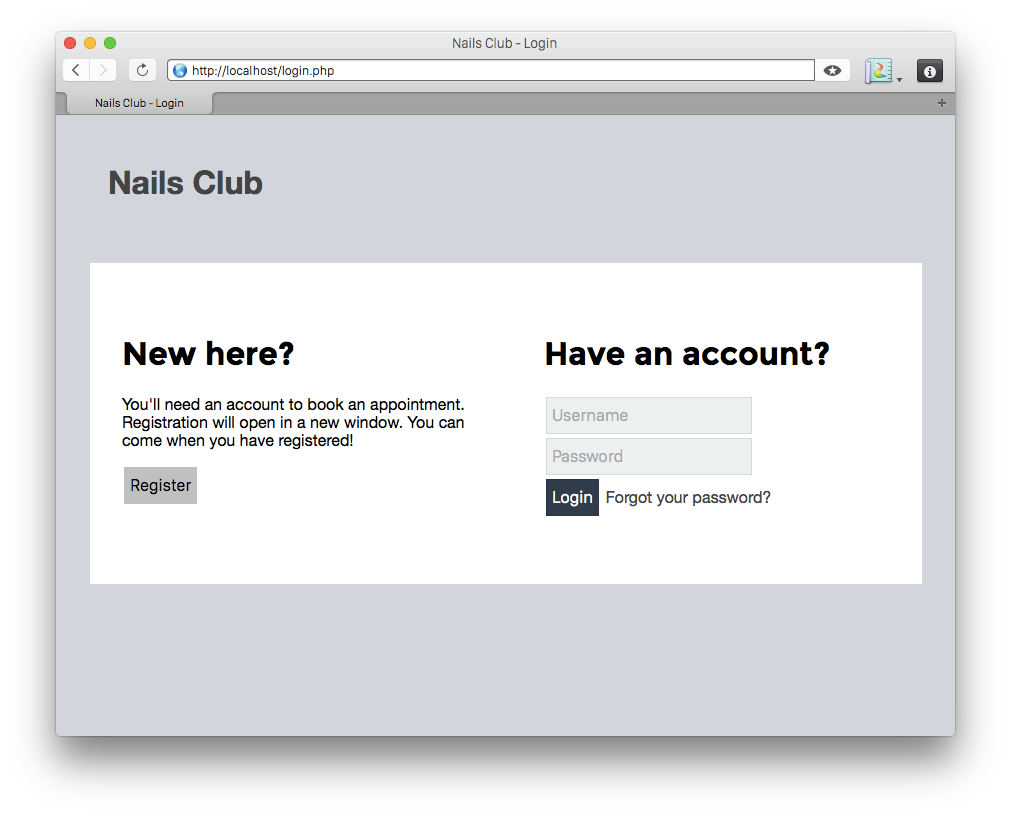 Nails Club - Login
http://localhost/login.php
Nails Club - Login
Nails Club
New here?
You'll need an account to book an appointment.
Registration will open in a new window. You can
come when you have registered!
Register
Have an account?
Username
Password
Login Forgot your password?